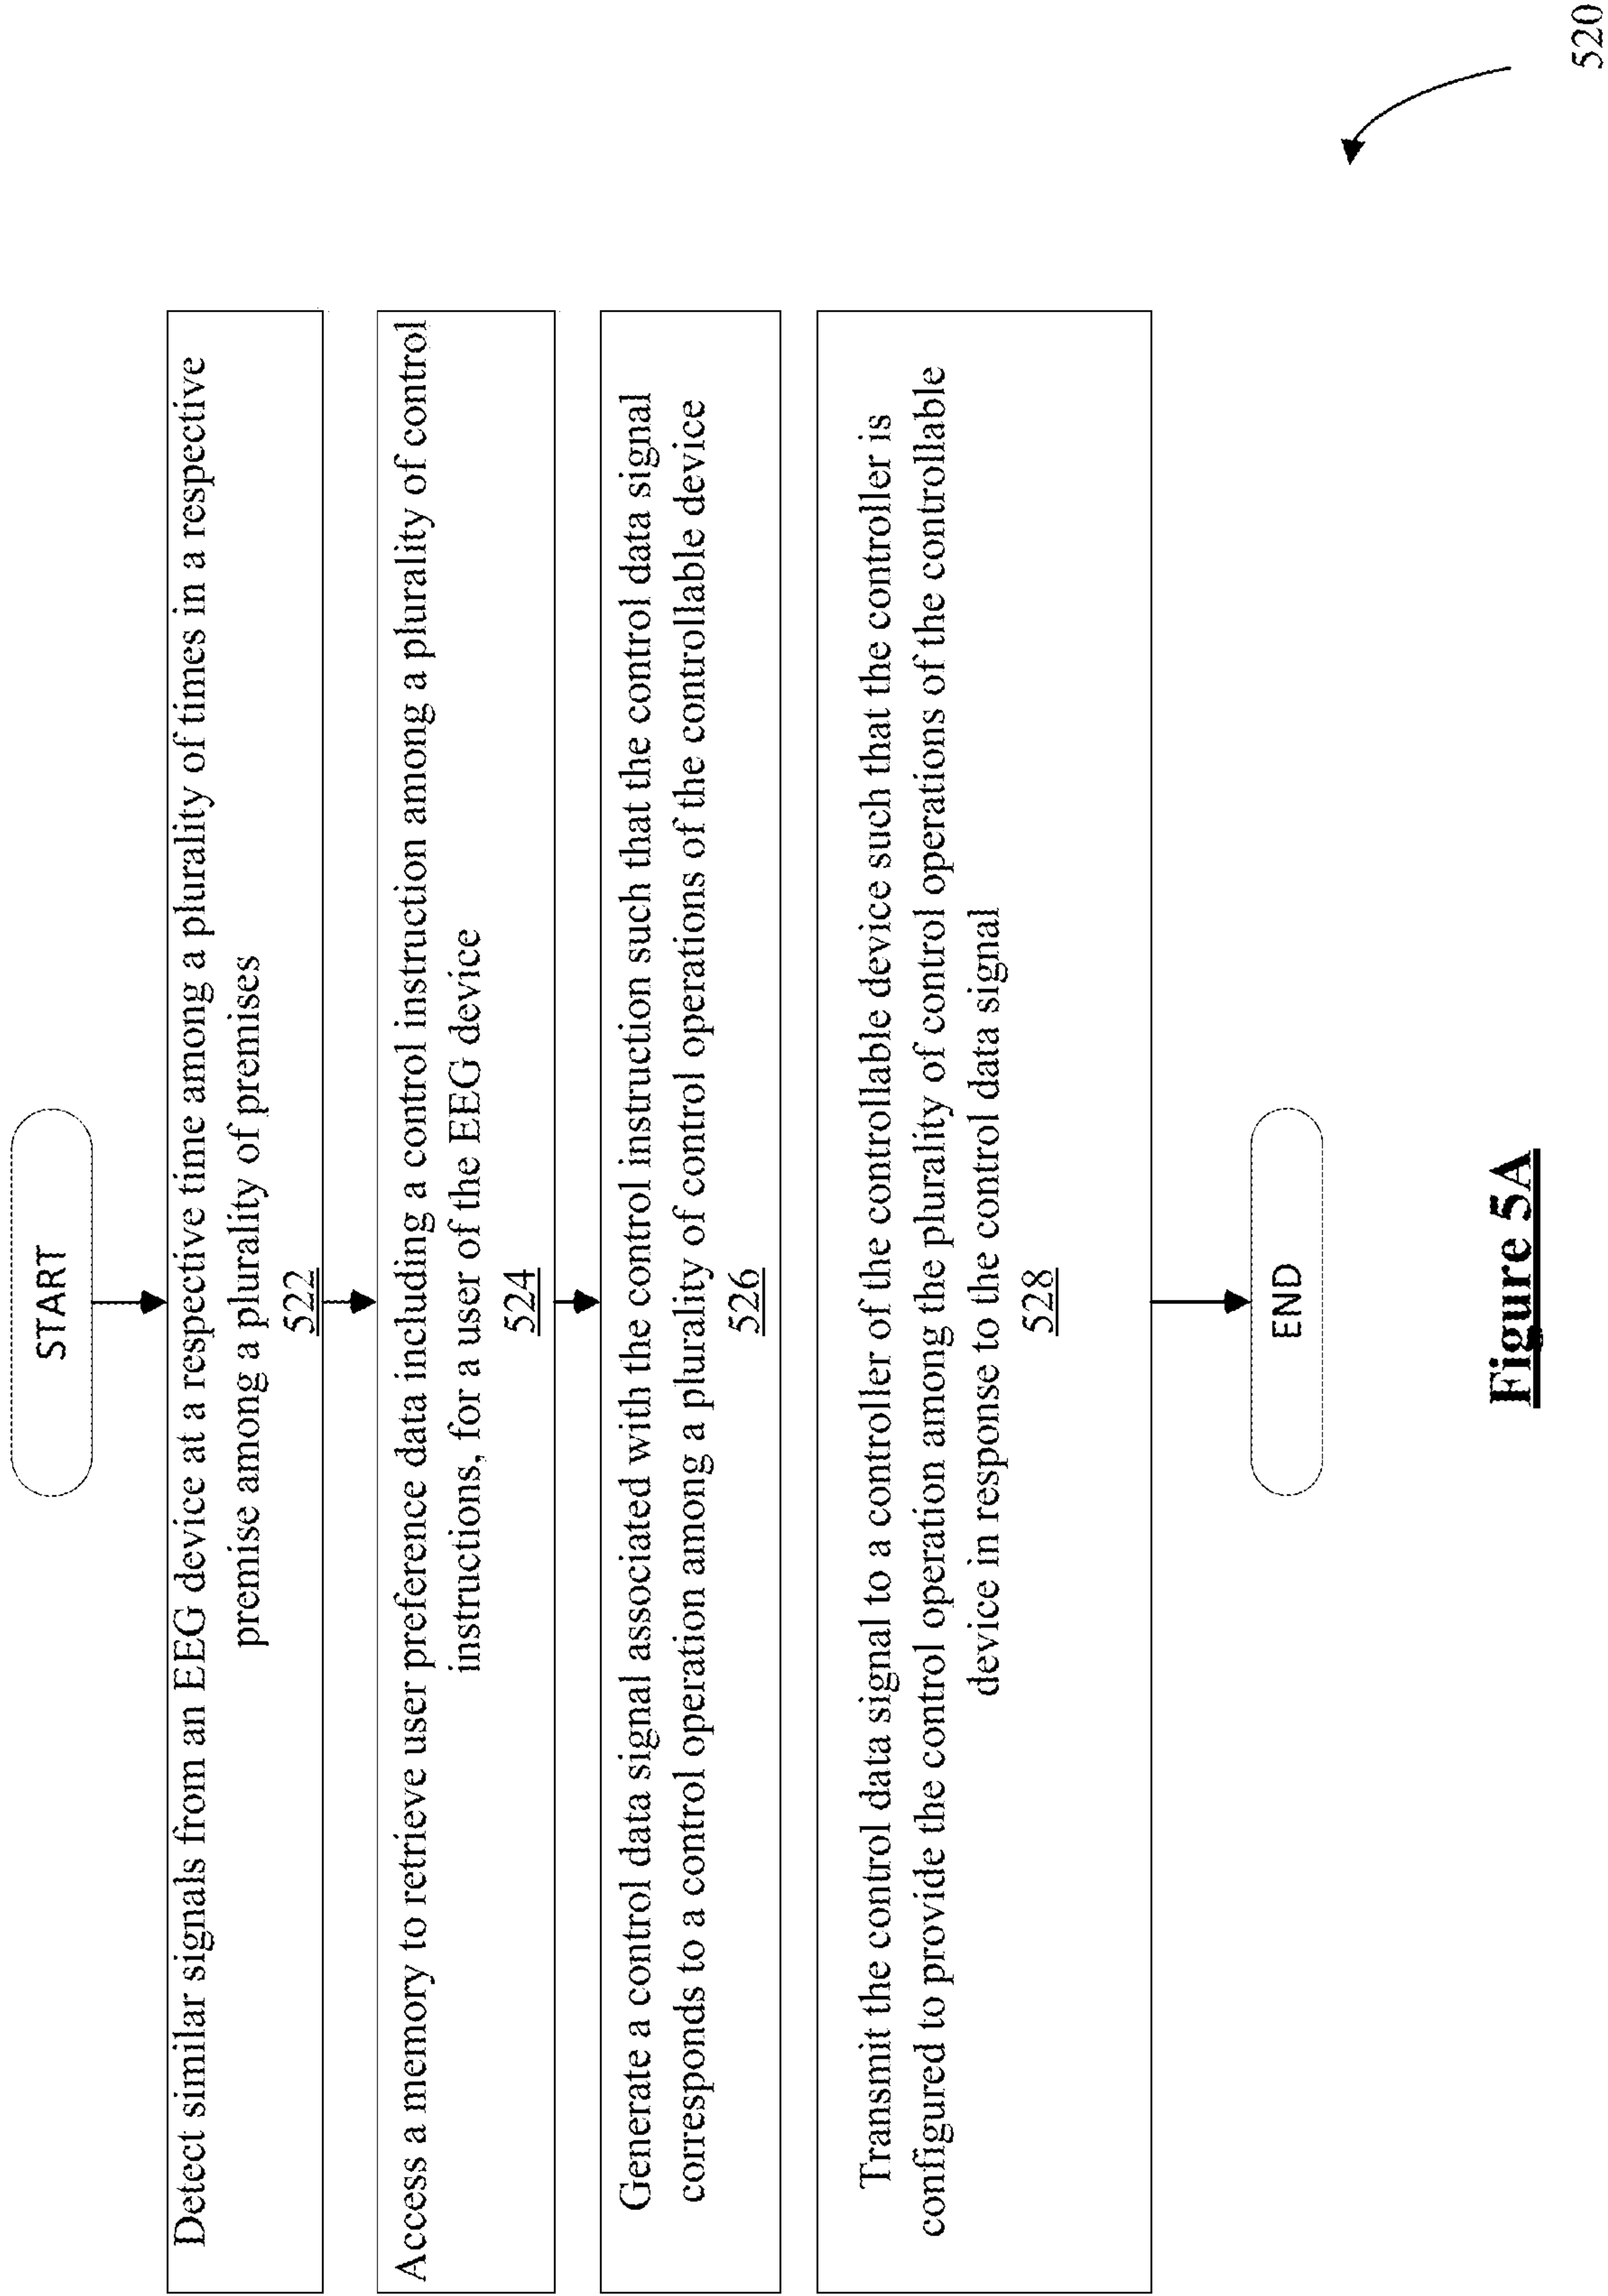 START
Detect similar signals from an EEG device at a respective time among a plurality of times in a respective
premise among a plurality of premises
522
Access a memory to retrieve user preference data including a control instruction among a plurality of control
instructions, for a user of the EEG device
524
Generate a control data signal associated with the control instruction such that the control data signal
corresponds to a control operation among a plurality of control operations of the controllable device
526
Transmit the control data signal to a controller of the controllable device such that the controller is
configured to provide the control operation among the plurality of control operations of the controllable
device in response to the control data signal
528
END
520
Figure 5A